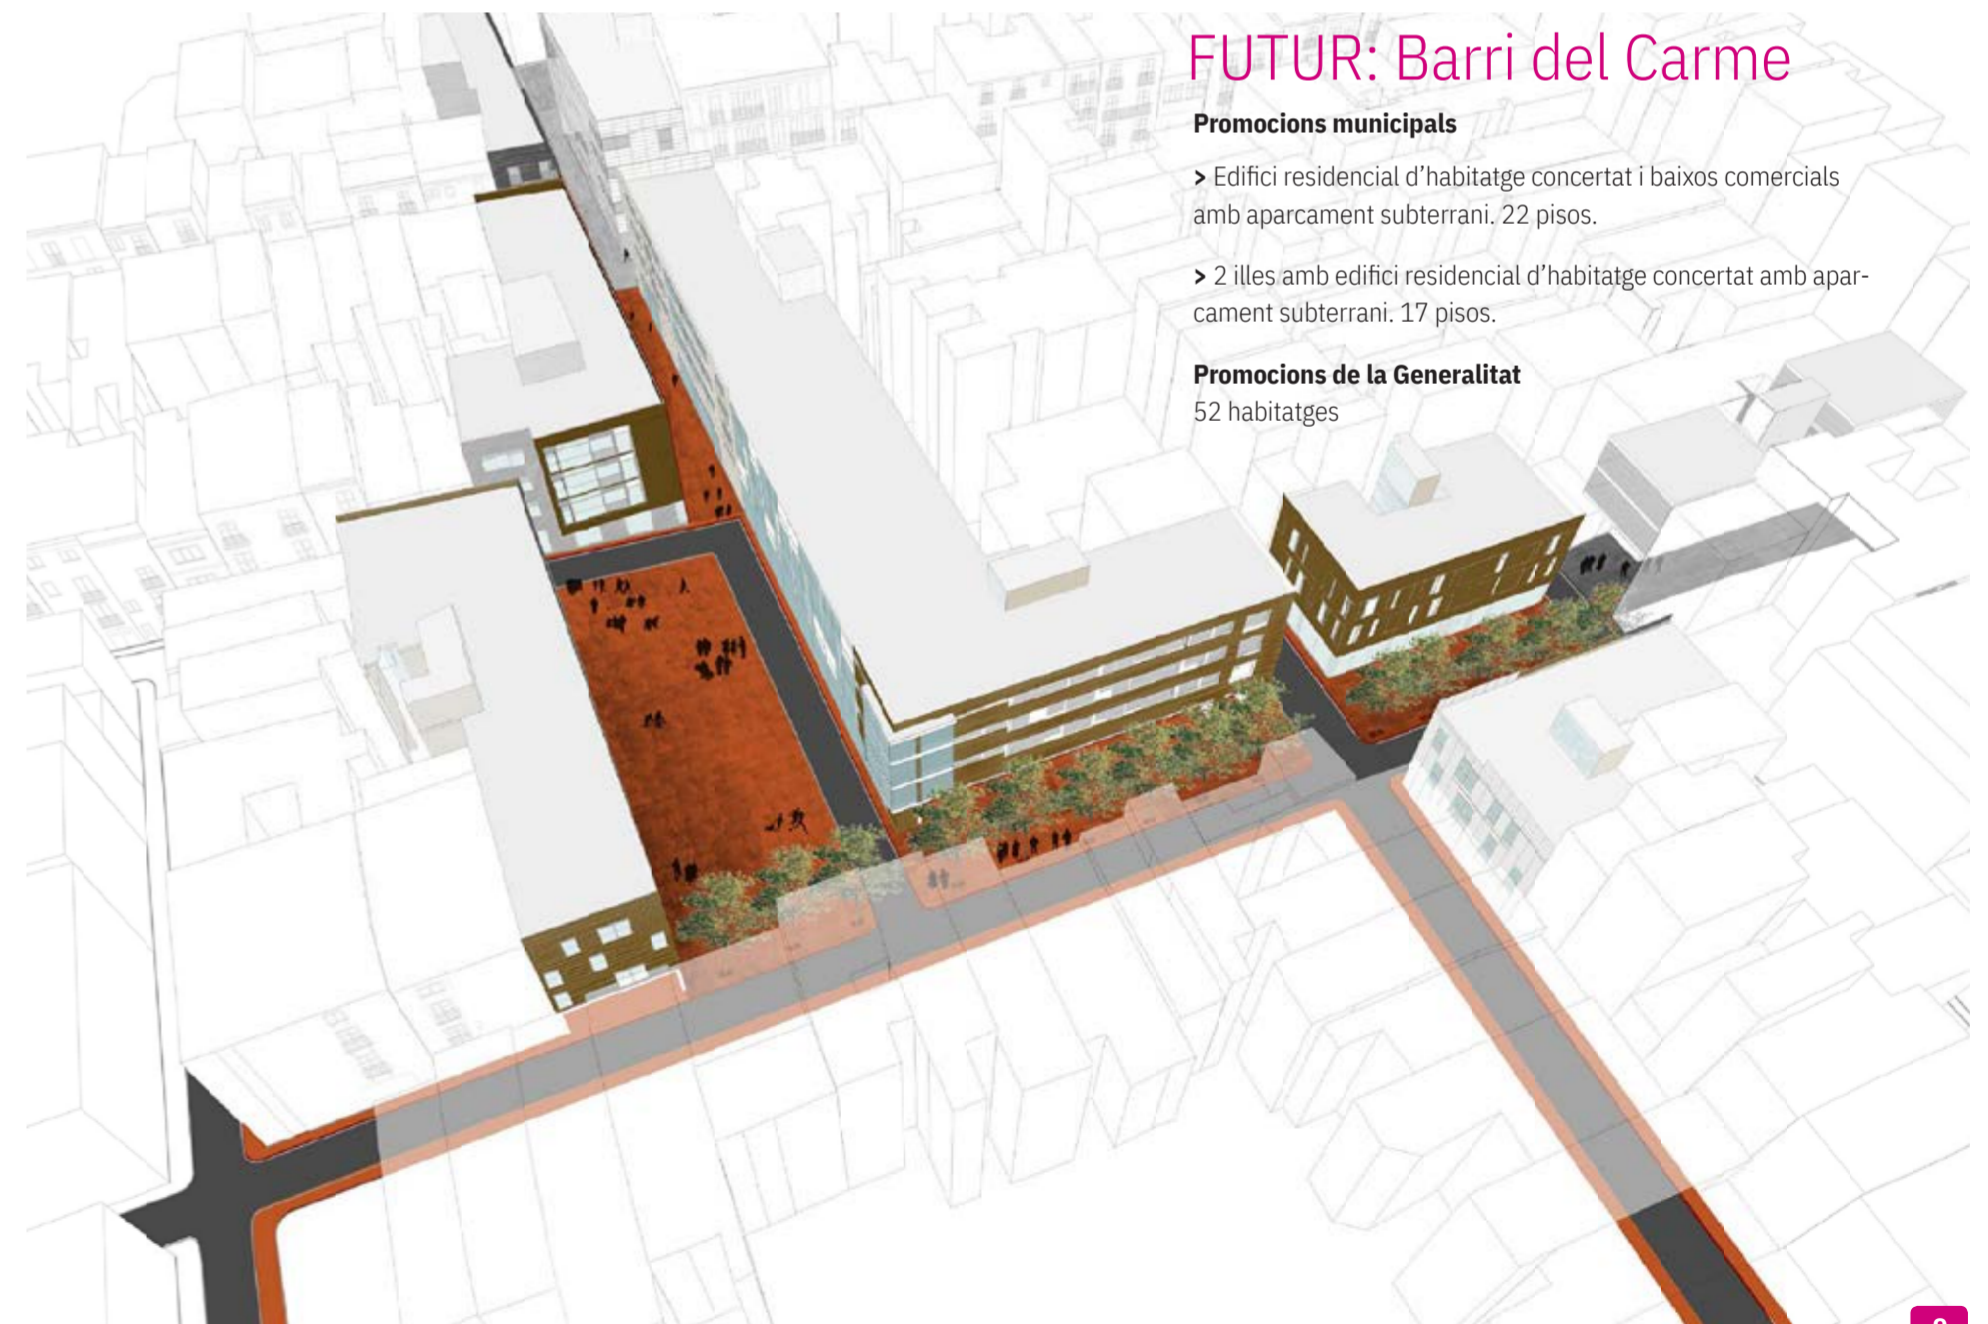 FUTUR: Barri del Carme
Promocions municipals
> Edifici residencial d’habitatge concertat i baixos comercials
amb aparcament subterrani. 22 pisos.
> 2 illes amb edifici residencial d’habitatge concertat amb apar-
cament subterrani. 17 pisos.
Promocions de la Generalitat
52 habitatges